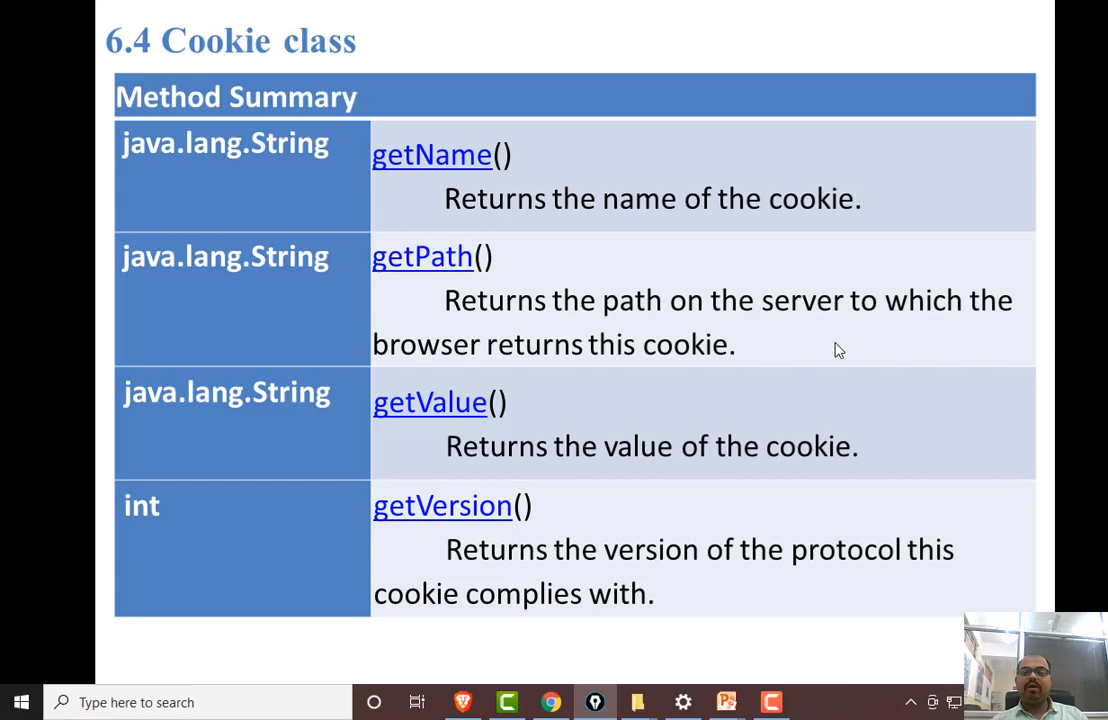 6.4 Cookie class
Method Summary
java.lang.String
getName()
Returns the name of the cookie.
java.lang.String
getPath()
Returns the path on the server to which the
browser returns this cookie.
java.lang.String
getValue()
Returns the value of the cookie.
int
getVersion()
Returns the version of the protocol this
cookie complies with.
Type here to search